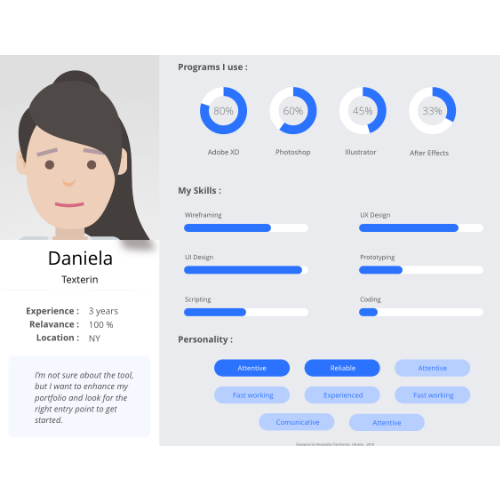 Programs I use :
80%
60%
45%
33%
Adobe XD
Photoshop
Illustrator
After Effects
My Skills :
Wireframing
UX Design
UI Design
Prototyping
Scripting
Coding
Personality :
Attentive
Reliable
Attentive
Fast working
Experienced
Fast working
Comunicative
Attentive
Daniela
Texterin
Experience : 3 years
Relavance : 100 %
Location : NY
I'm not sure about the tool,
but I want to enhance my
portfolio and look for the
right entry point to get
started.